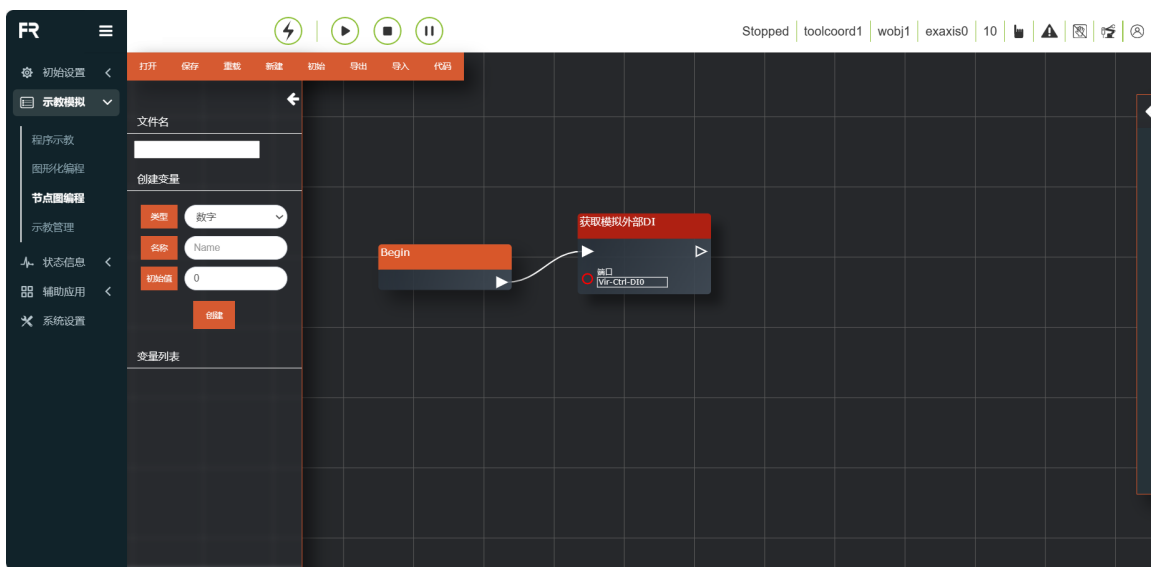 FR
Stopped toolcoord1 wobj1 exaxis0 10
初始设置
示教模拟
程序示教
图形化编程
节点图编程
示教管理
状态信息
辅助应用
系统设置
打开 保存 重载 新建 初始 导出 导入 代码
文件名
创建变量
类型 数字
名称 Name
初始值 0
创建
变量列表
Begin
获取模拟外部DI
端口
Vir-Ctrl-DI0